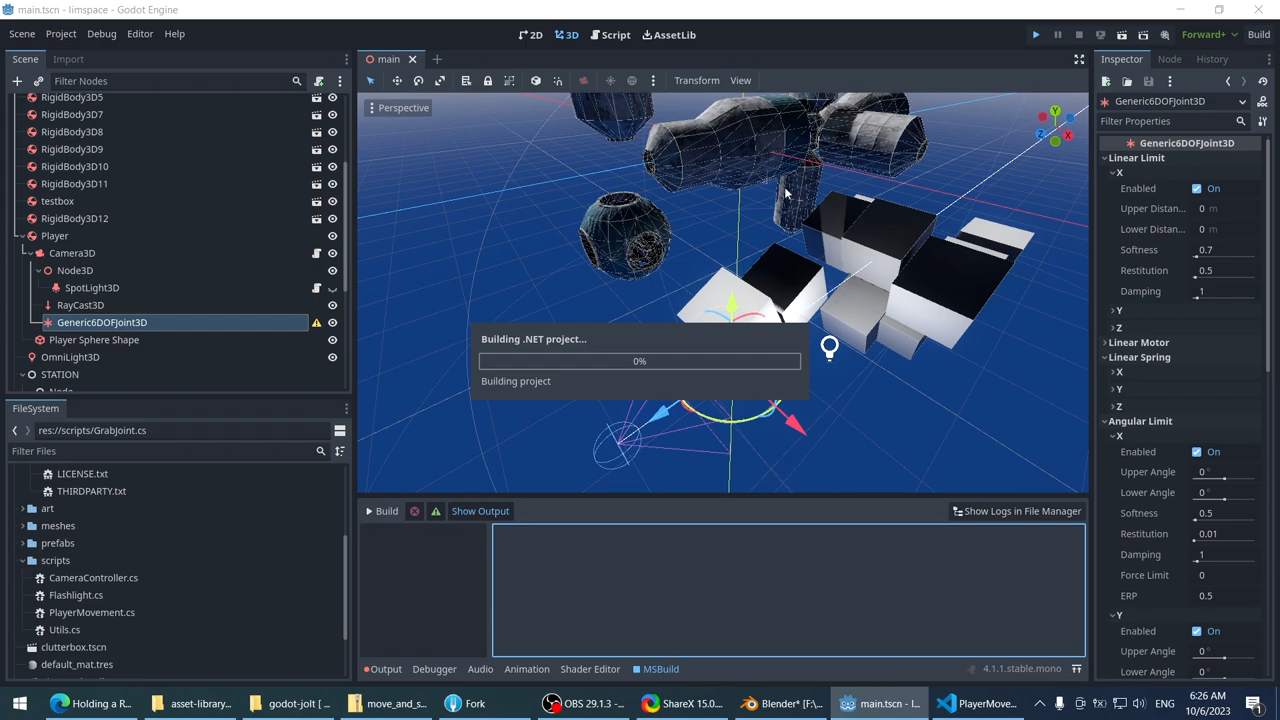 main.tscn - limspace - Godot Engine
Scene Project Debug Editor Help
2D 3D Script AssetLib
Forward+ Build
Scene Import
Filter Nodes
RigidBody3D5
RigidBody3D7
RigidBody3D8
RigidBody3D9
RigidBody3D10
RigidBody3D11
testbox
RigidBody3D12
Player
Camera3D
Node3D
SpotLight3D
RayCast3D
Generic6DOFJoint3D
Player Sphere Shape
OmniLight3D
STATION
Node
FileSystem
res://scripts/GrabJoint.cs
Filter Files
LICENSE.txt
THIRDPARTY.txt
art
meshes
prefabs
scripts
CameraController.cs
Flashlight.cs
PlayerMovement.cs
Utils.cs
clutterbox.tscn
default_mat.tres
main
Transform View
Perspective
Y
X
Z
Building .NET project...
0%
Building project
Build Show Output Show Logs in File Manager
Output Debugger Audio Animation Shader Editor MSBuild 4.1.1.stable.mono
Inspector Node History
Generic6DOFJoint3D
Filter Properties
Generic6DOFJoint3D
Linear Limit
X
Enabled On
Upper Distan... 0 m
Lower Distan... 0 m
Softness 0.7
Restitution 0.5
Damping 1
Y
Z
Linear Motor
Linear Spring
X
Y
Z
Angular Limit
X
Enabled On
Upper Angle 0 °
Lower Angle 0 °
Softness 0.5
Restitution 0.01
Damping 1
Force Limit 0
ERP 0.5
Y
Enabled On
Upper Angle 0 °
Lower Angle 0 °
Holding a R... asset-library... godot-jolt (... move_and_s... Fork OBS 29.1.3 -... ShareX 15.0.... Blender* [F:\... main.tscn - l... PlayerMove... ENG 6:26 AM 10/6/2023 1